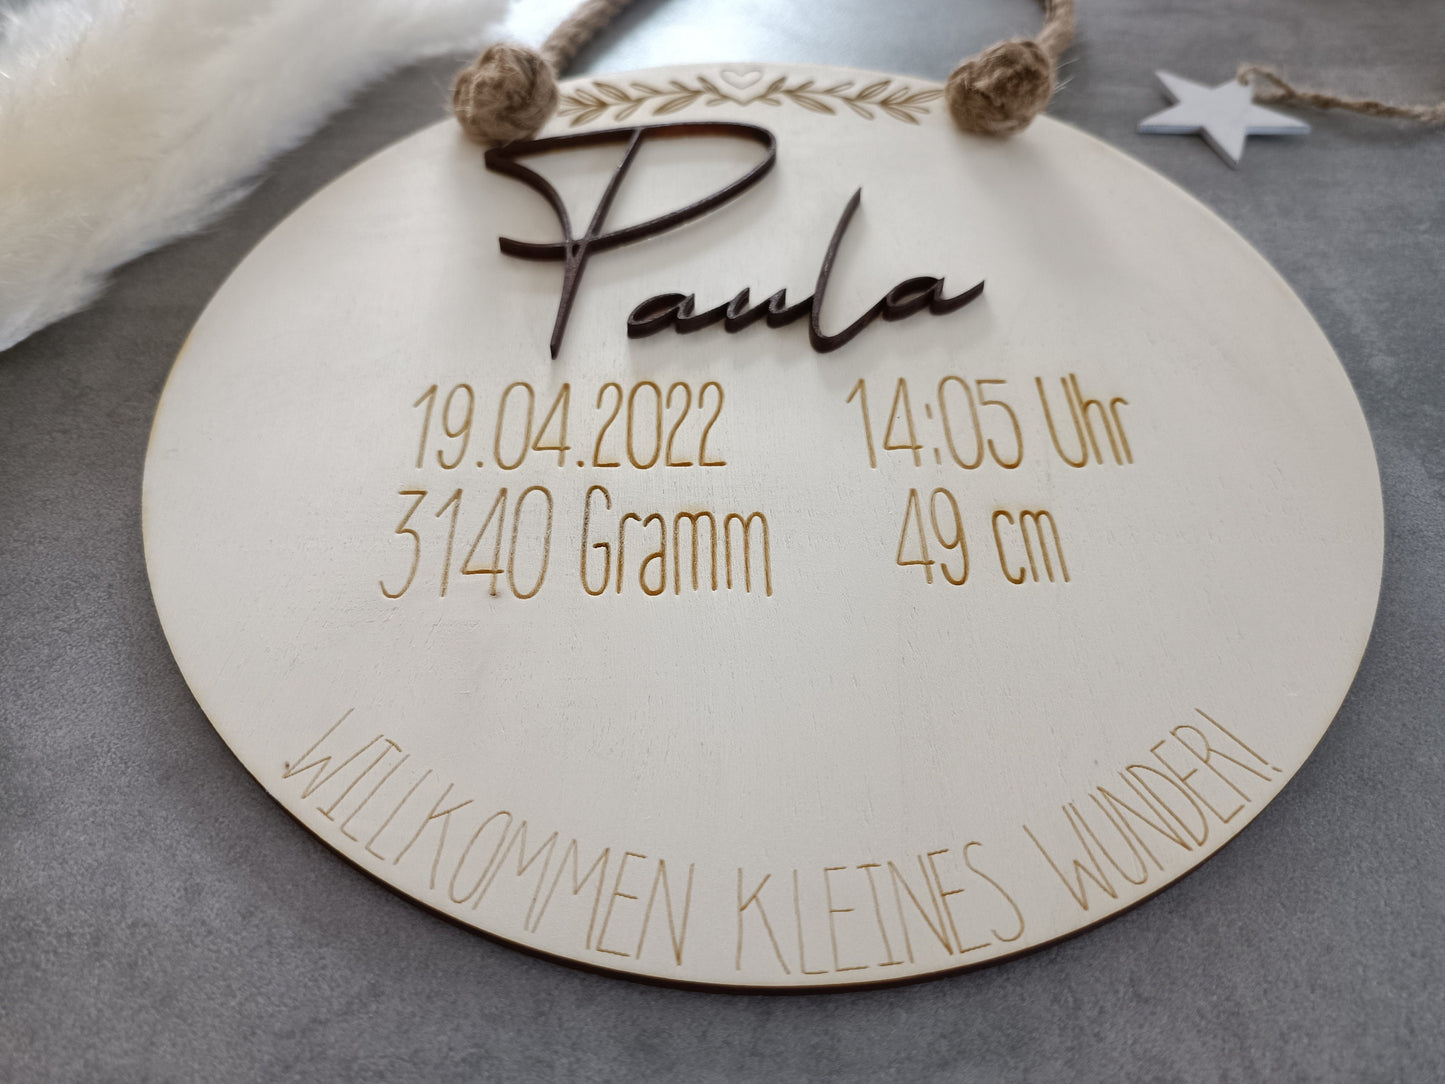 Paula
19.04.2022 14:05 Uhr
3140 Gramm 49 cm
WILLKOMMEN KLEINES WUNDER!